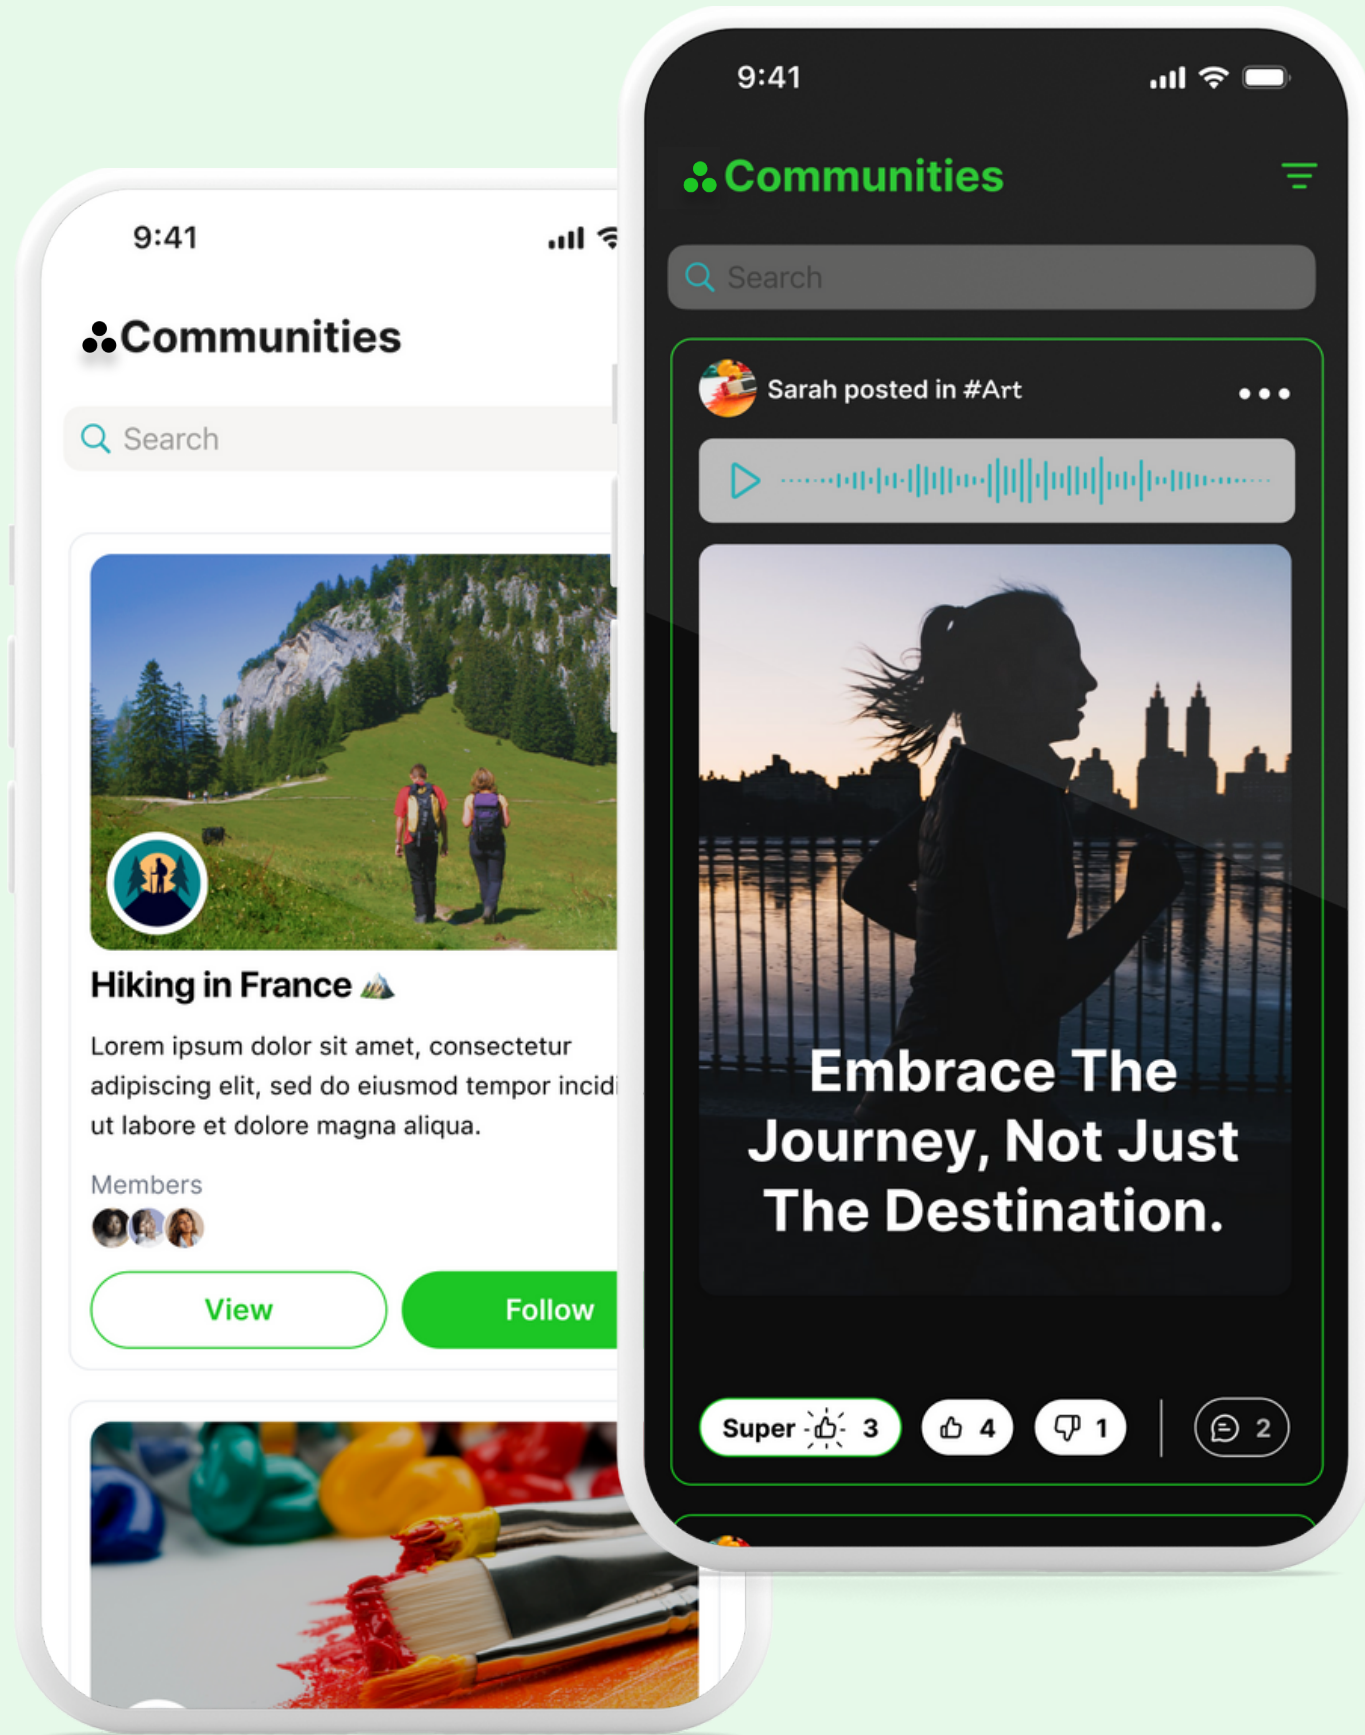 9:41
Communities
Search
Hiking in France
Lorem ipsum dolor sit amet, consectetur
adipiscing elit, sed do eiusmod tempor incidi
ut labore et dolore magna aliqua.
Members
View
Follow
9:41
Communities
Search
Sarah posted in #Art
Embrace The
Journey, Not Just
The Destination.
Super 3
4
1
2